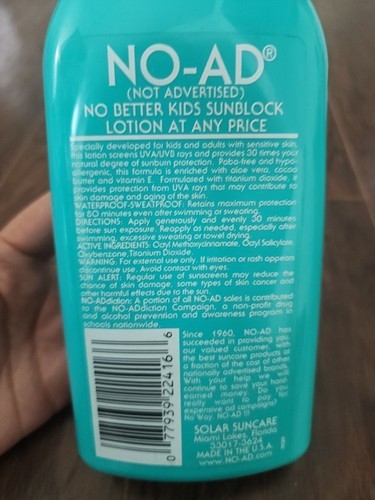 NO-AD®
(NOT ADVERTISED)
NO BETTER KIDS SUNBLOCK
LOTION AT ANY PRICE
Specially developed for kids and adults with sensitive skin,
this lotion screens UVA/UVB rays and provides 30 times your
natural degree of sunburn protection. Paba-free and hypo-
allergenic, this formula is enriched with aloe vera, cocoa
butter and vitamin E. Formulated with titanium dioxide, it
provides protection from UVA rays that may contribute to
skin damage and aging of the skin.
WATERPROOF-SWEATPROOF: Retains maximum protection
for 80 minutes even after swimming or sweating.
DIRECTIONS: Apply generously and evenly 30 minutes
before sun exposure. Reapply as needed, especially after
swimming, excessive sweating or towel drying.
ACTIVE INGREDIENTS: Octyl Methoxycinnamate, Octyl Salicylate,
Oxybenzone, Titanium Dioxide.
WARNING: For external use only. If irritation or rash appears
discontinue use. Avoid contact with eyes.
SUN ALERT: Regular use of sunscreens may reduce the
chance of skin damage, some types of skin cancer and
other harmful effects due to the sun.
NO-ADdiction: A portion of all NO-AD sales is contributed
to the NO-ADdiction Campaign, a non-profit drug
and alcohol prevention and awareness program in
schools nationwide.
Since 1960, NO-AD has
succeeded in providing you,
our valued customer, with
the best suncare products at
a fraction of the cost of other
nationally advertised brands.
With your help we will
continue to save your hard-
earned money. Do you
really want to pay for
expensive ad campaigns?
No Way. NO-AD !!!
SOLAR SUNCARE
Miami Lakes, Florida
33017-3624
MADE IN THE U.S.A.
www.NO-AD.com
0 77939 22416 6